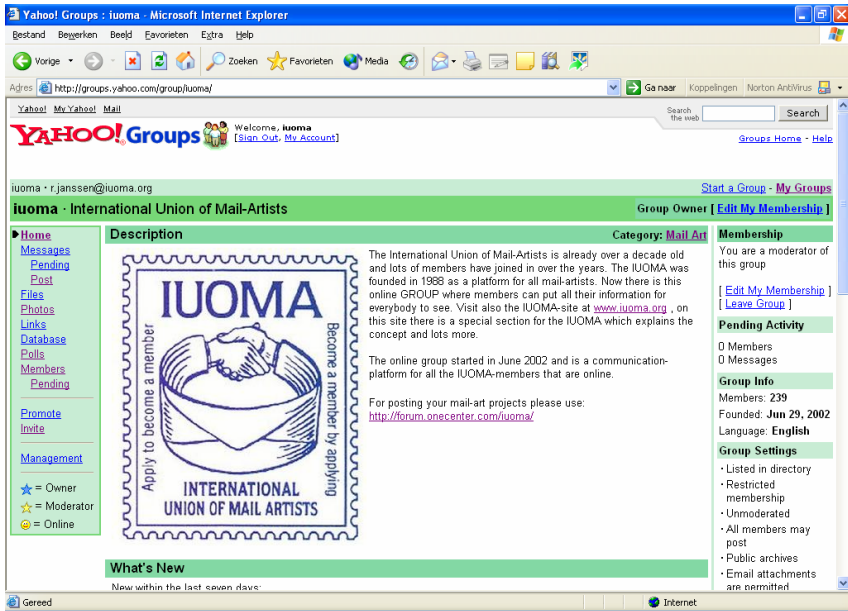 Yahoo! Groups : iuoma - Microsoft Internet Explorer
Bestand Bewerken Beeld Favorieten Extra Help
Vorige Zoeken Favorieten Media
Adres http://groups.yahoo.com/group/iuoma/ Ga naar Koppelingen Norton AntiVirus
Yahoo! My Yahoo! Mail
Search the web Search
YAHOO! Groups
Welcome, iuoma
[Sign Out, My Account]
Groups Home - Help
iuoma · r.janssen@iuoma.org
Start a Group - My Groups
iuoma · International Union of Mail-Artists
Group Owner [ Edit My Membership ]
Home
Messages
Pending
Post
Files
Photos
Links
Database
Polls
Members
Pending
Promote
Invite
Management
= Owner
= Moderator
= Online
Description
Category: Mail Art
IUOMA
Apply to become a member
Become a member by applying
INTERNATIONAL
UNION OF MAIL ARTISTS
The International Union of Mail-Artists is already over a decade old
and lots of members have joined in over the years. The IUOMA was
founded in 1988 as a platform for all mail-artists. Now there is this
online GROUP where members can put all their information for
everybody to see. Visit also the IUOMA-site at www.iuoma.org , on
this site there is a special section for the IUOMA which explains the
concept and lots more.
The online group started in June 2002 and is a communication-
platform for all the IUOMA-members that are online.
For posting your mail-art projects please use:
http://forum.onecenter.com/iuoma/
What's New
New within the last seven days:
Membership
You are a moderator of
this group
[ Edit My Membership ]
[ Leave Group ]
Pending Activity
0 Members
0 Messages
Group Info
Members: 239
Founded: Jun 29, 2002
Language: English
Group Settings
· Listed in directory
· Restricted
membership
· Unmoderated
· All members may
post
· Public archives
· Email attachments
are permitted
Gereed
Internet